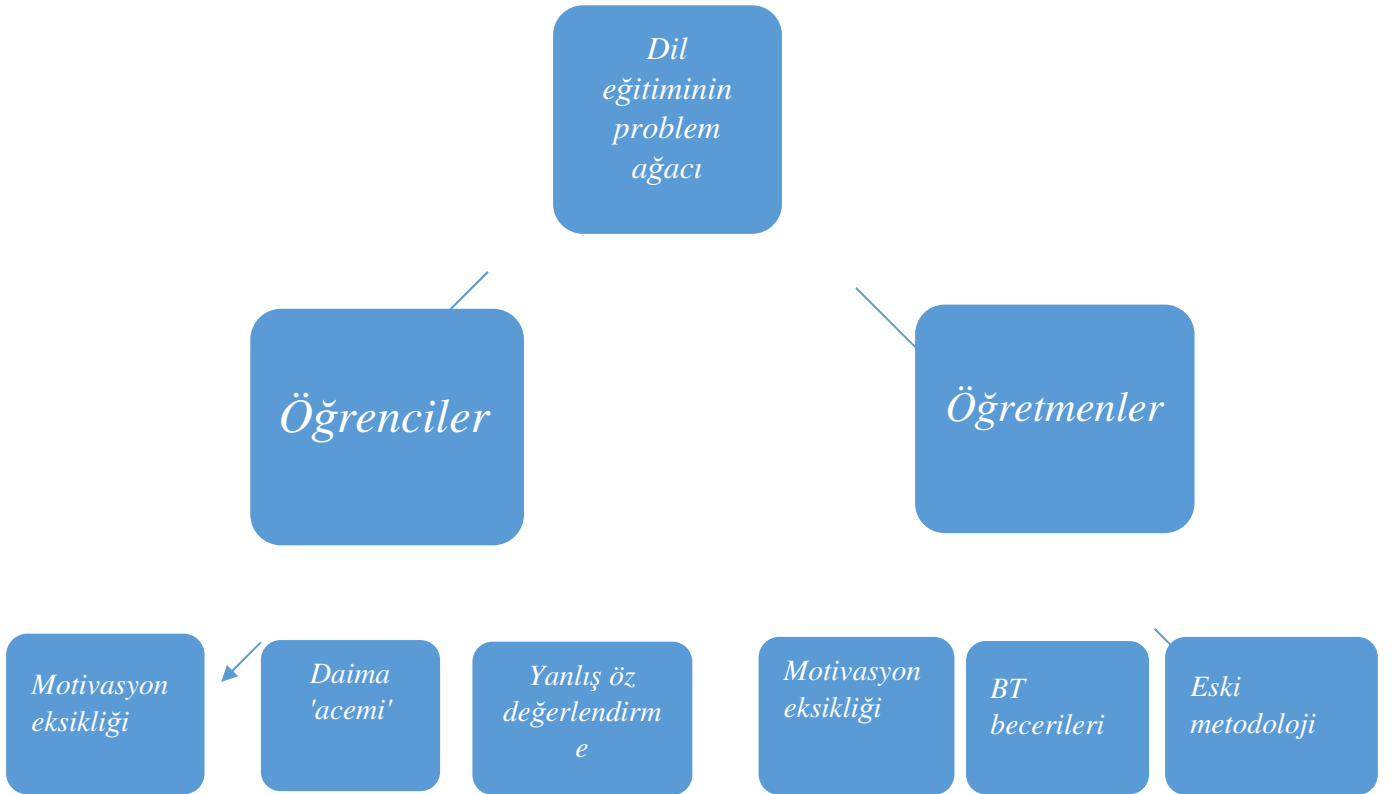 Dil
eğitiminin
problem
ağacı
Öğrenciler
Öğretmenler
Motivasyon
eksikliği
Daima
'acemi'
Yanlış öz
değerlendirm
e
Motivasyon
eksikliği
BT
becerileri
Eski
metodoloji